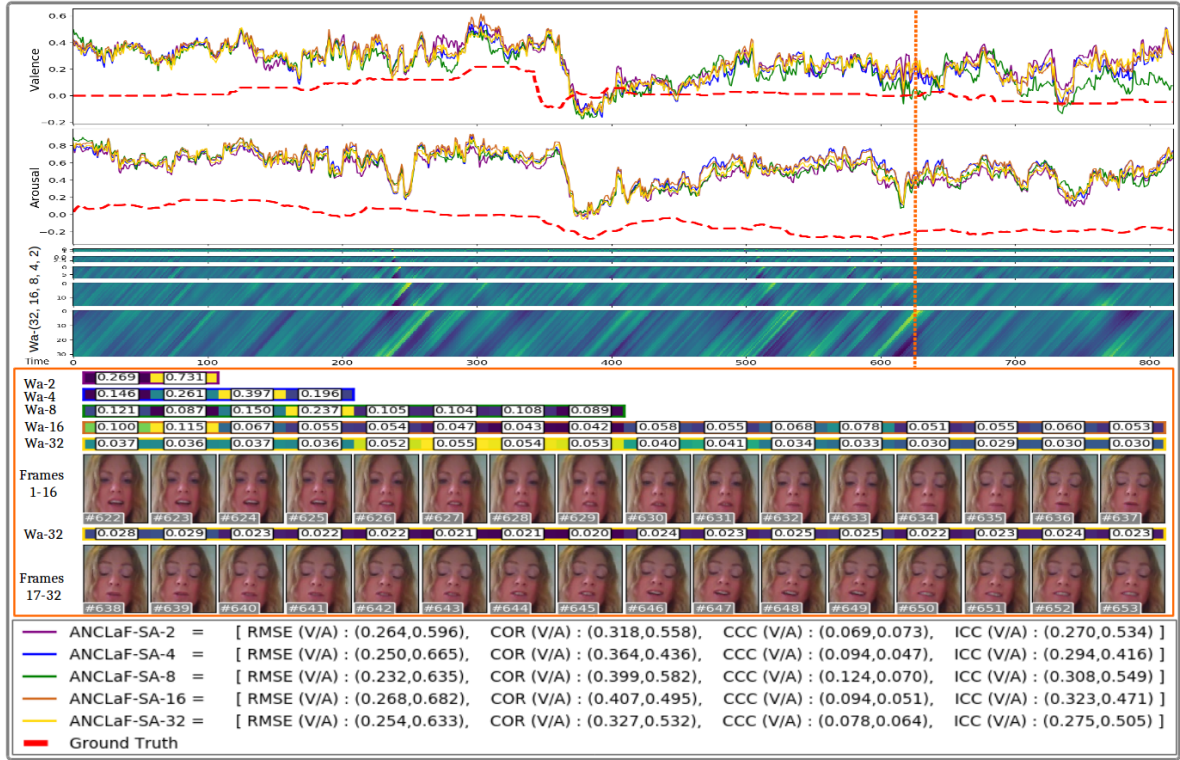 0.6
0.4
0.2
0.0
−0.2
Valence
0.8
0.6
0.4
0.2
0.0
−0.2
Arousal
Wa-(32, 16, 8, 4, 2)
0
10
0
10
20
30
Time 0 100 200 300 400 500 600 700 800
Wa-2 0.269 0.731
Wa-4 0.146 0.261 0.397 0.196
Wa-8 0.121 0.087 0.150 0.237 0.105 0.104 0.108 0.089
Wa-16 0.100 0.115 0.067 0.055 0.054 0.047 0.043 0.042 0.058 0.055 0.068 0.078 0.051 0.055 0.060 0.053
Wa-32 0.037 0.036 0.037 0.036 0.052 0.055 0.054 0.053 0.040 0.041 0.034 0.033 0.030 0.029 0.030 0.030
Frames
1-16
#622 #623 #624 #625 #626 #627 #628 #629 #630 #631 #632 #633 #634 #635 #636 #637
Wa-32 0.028 0.029 0.023 0.022 0.022 0.021 0.021 0.020 0.024 0.023 0.025 0.025 0.022 0.023 0.024 0.023
Frames
17-32
#638 #639 #640 #641 #642 #643 #644 #645 #646 #647 #648 #649 #650 #651 #652 #653
ANCLaF-SA-2 = [ RMSE (V/A) : (0.264,0.596), COR (V/A) : (0.318,0.558), CCC (V/A) : (0.069,0.073), ICC (V/A) : (0.270,0.534) ]
ANCLaF-SA-4 = [ RMSE (V/A) : (0.250,0.665), COR (V/A) : (0.364,0.436), CCC (V/A) : (0.094,0.047), ICC (V/A) : (0.294,0.416) ]
ANCLaF-SA-8 = [ RMSE (V/A) : (0.232,0.635), COR (V/A) : (0.399,0.582), CCC (V/A) : (0.124,0.070), ICC (V/A) : (0.308,0.549) ]
ANCLaF-SA-16 = [ RMSE (V/A) : (0.268,0.682), COR (V/A) : (0.407,0.495), CCC (V/A) : (0.094,0.051), ICC (V/A) : (0.323,0.471) ]
ANCLaF-SA-32 = [ RMSE (V/A) : (0.254,0.633), COR (V/A) : (0.327,0.532), CCC (V/A) : (0.078,0.064), ICC (V/A) : (0.275,0.505) ]
Ground Truth